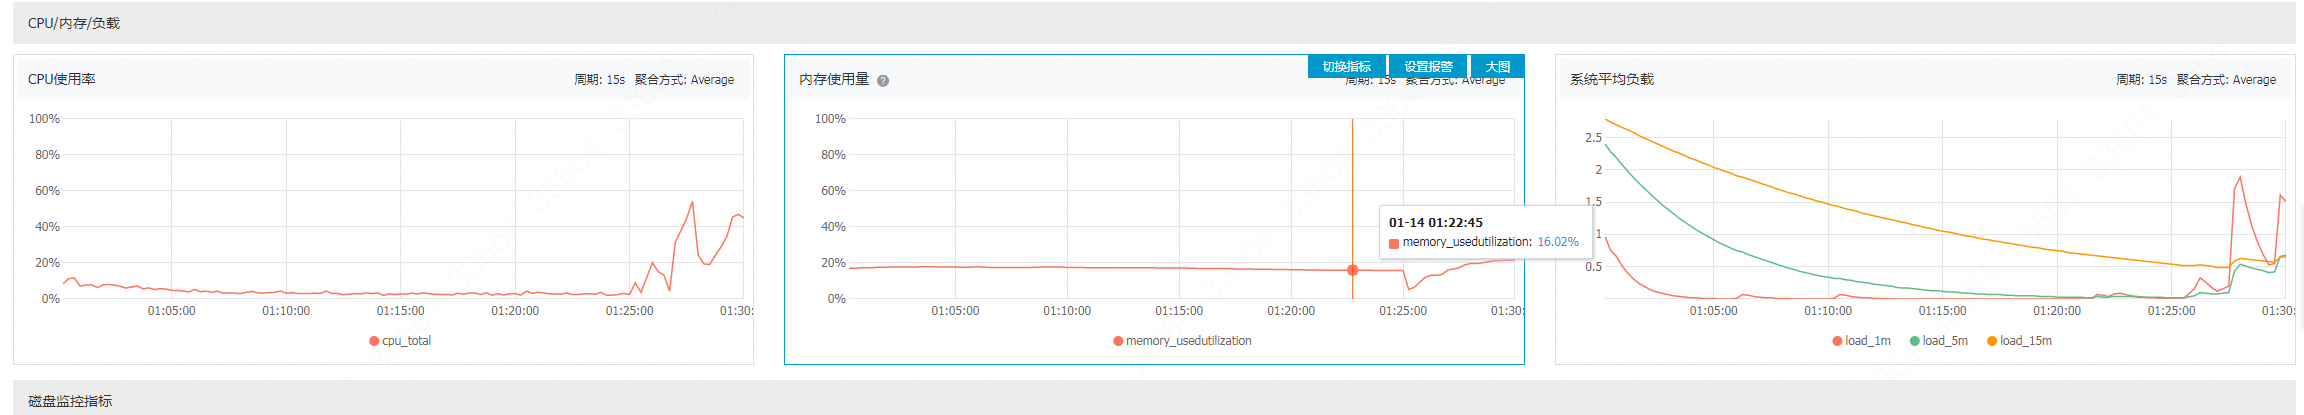 CPU/内存/负载
CPU使用率
周期: 15s 聚合方式: Average
100%
80%
60%
40%
20%
0%
01:05:00 01:10:00 01:15:00 01:20:00 01:25:00 01:30:
cpu_total
切换指标 设置报警 大图
内存使用量 ?
周期: 15s 聚合方式: Average
100%
80%
60%
40%
20%
0%
01-14 01:22:45
memory_usedutilization: 16.02%
01:05:00 01:10:00 01:15:00 01:20:00 01:25:00 01:30:
memory_usedutilization
系统平均负载
周期: 15s 聚合方式: Average
2.5
2
1.5
1
0.5
01:05:00 01:10:00 01:15:00 01:20:00 01:25:00 01:30:
load_1m load_5m load_15m
磁盘监控指标